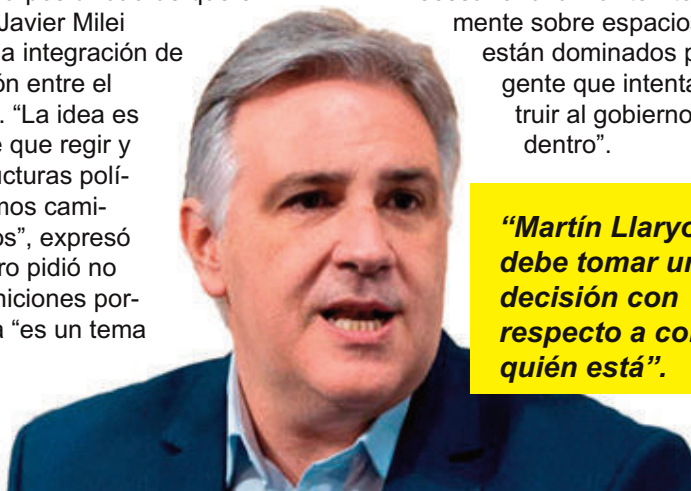 Javier Milei
a integración de
ón entre el
. “La idea es
que regir y
ucturas polí-
mos cami-
os”, expresó
ro pidió no
niciones por-
a “es un tema
mente sobre espacio
están dominados p
gente que intenta
truir al gobierno
dentro”.
“Martín Llaryo
debe tomar un
decisión con
respecto a co
quién está”.